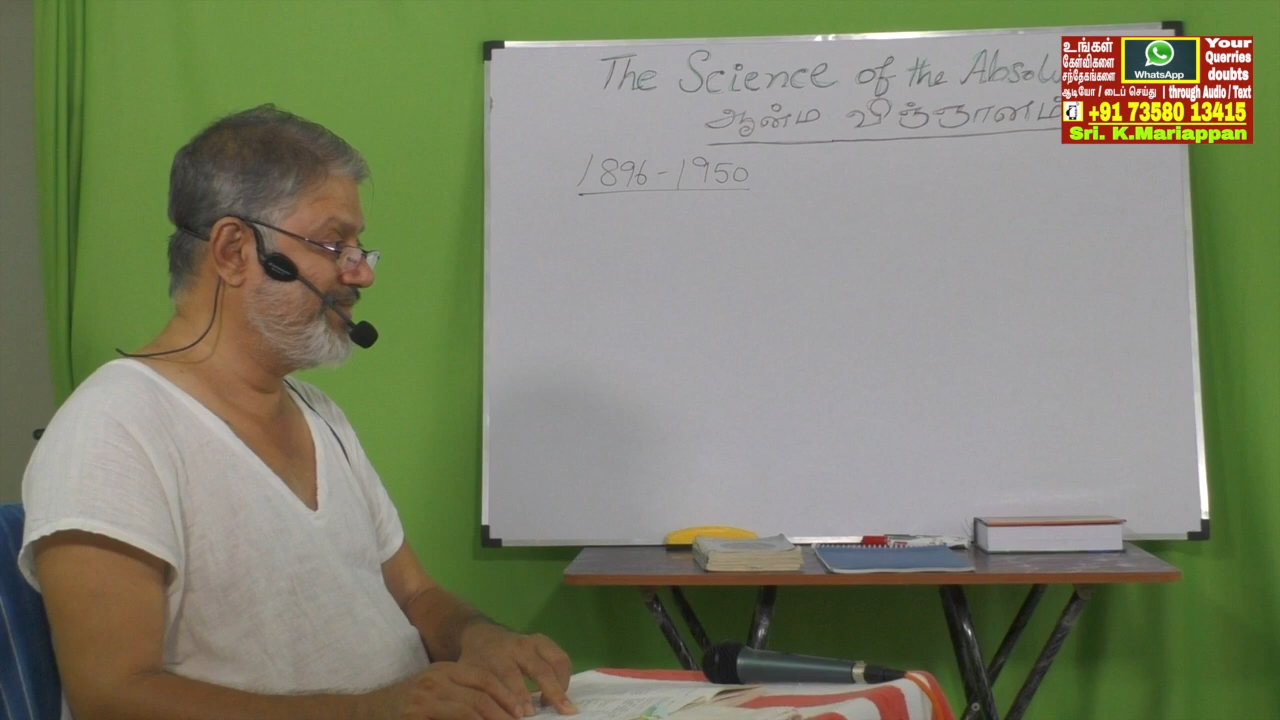 The Science of the Absolu
ஆன்ம விஞ்ஞானம்
1896-1950
உங்கள்
கேள்விகளை
சந்தேகங்களை
WhatsApp
Your
Querries
doubts
ஆடியோ / டைப் செய்து | through Audio / Text
+91 73580 13415
Sri. K.Mariappan